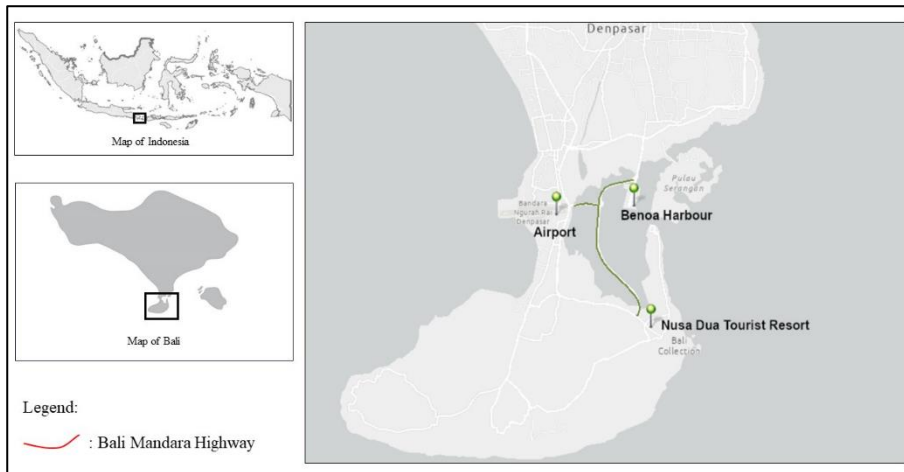 Map of Indonesia
Map of Bali
Legend:
: Bali Mandara Highway
Denpasar
Pulau
Serangan
Bandara
Ngurah Rai
Denpasar
Airport
Benoa Harbour
Nusa Dua Tourist Resort
Bali
Collection